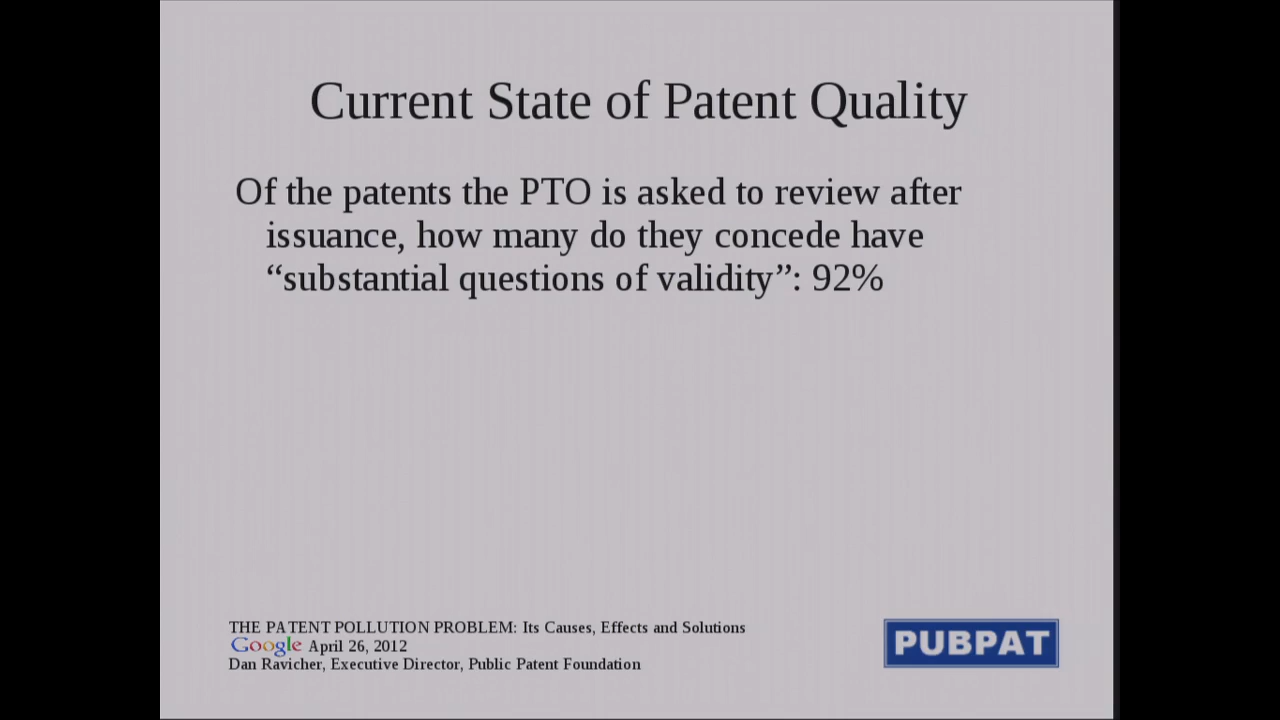 Current State of Patent Quality
Of the patents the PTO is asked to review after
issuance, how many do they concede have
“substantial questions of validity”: 92%
THE PATENT POLLUTION PROBLEM: Its Causes, Effects and Solutions
Google April 26, 2012
Dan Ravicher, Executive Director, Public Patent Foundation
PUBPAT